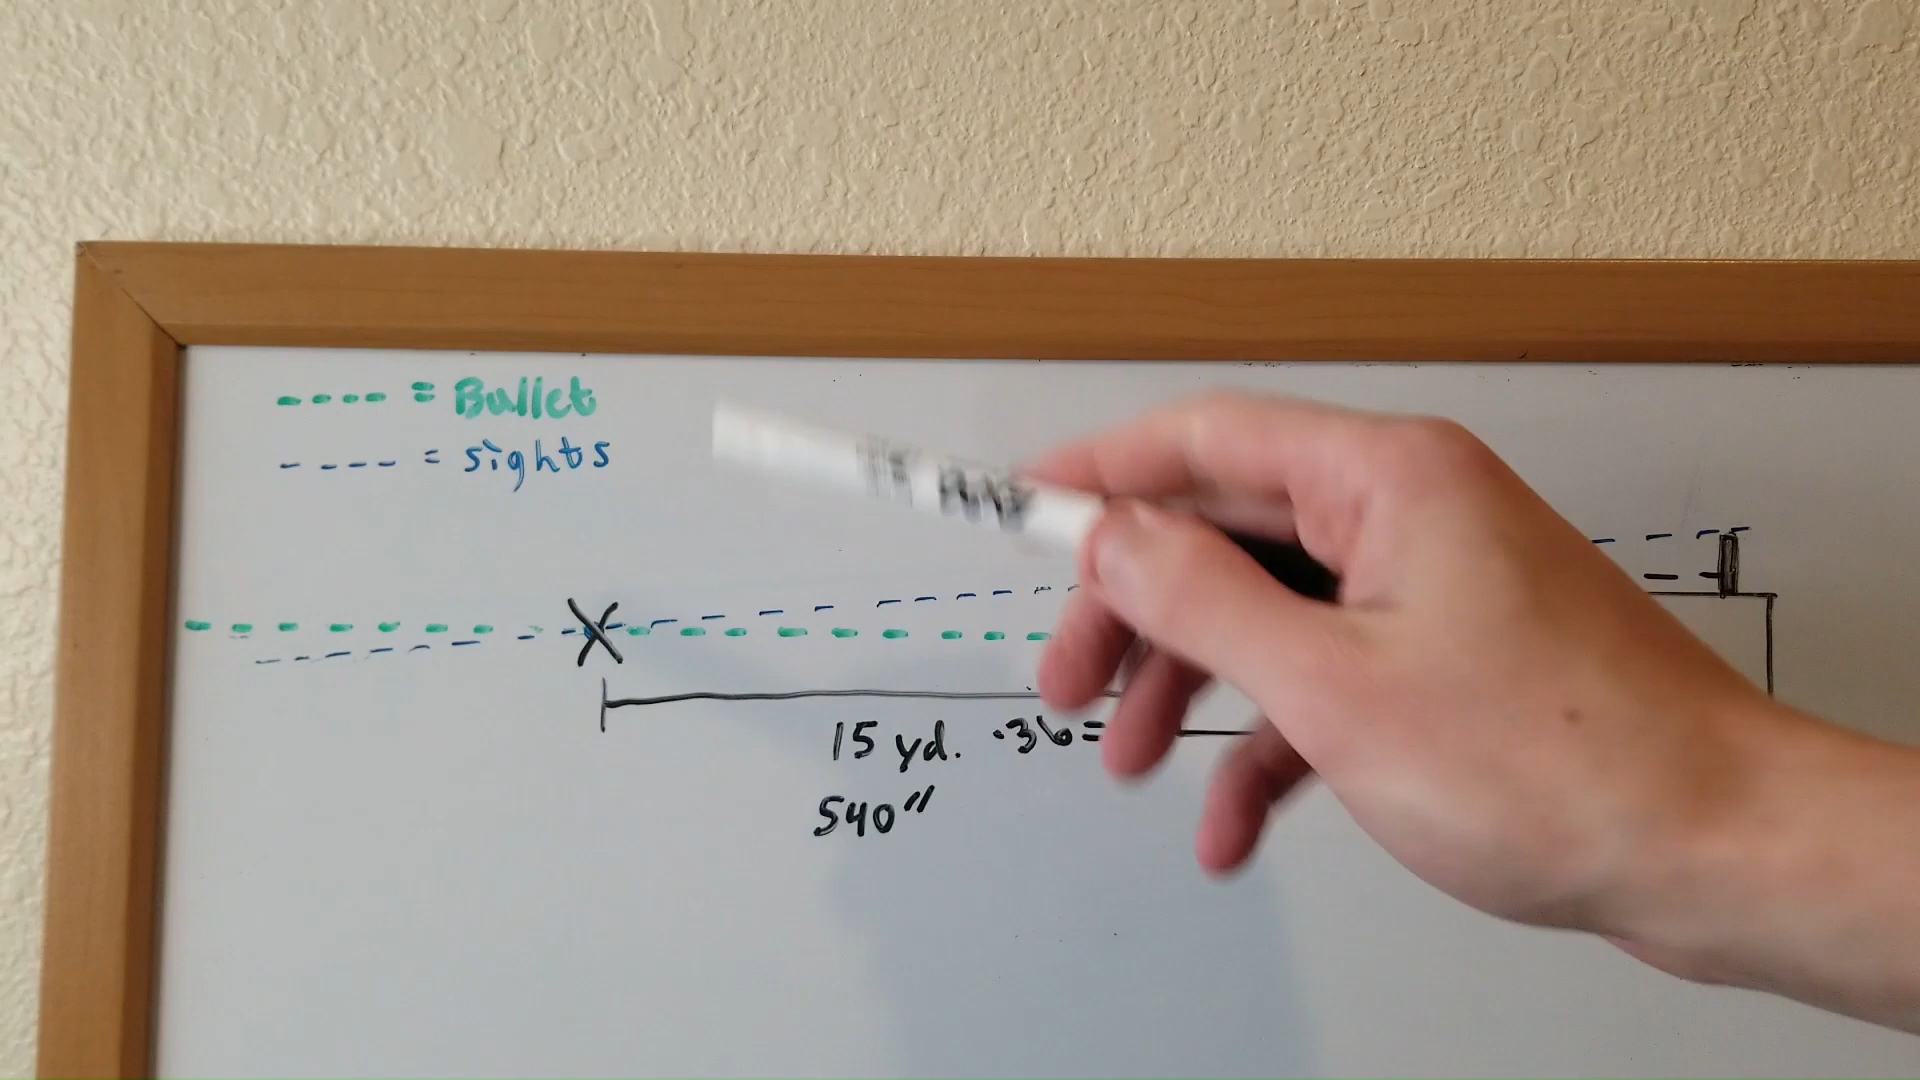 ---- = Bullet
---- = sights
X
15 yd. ·36=
540"